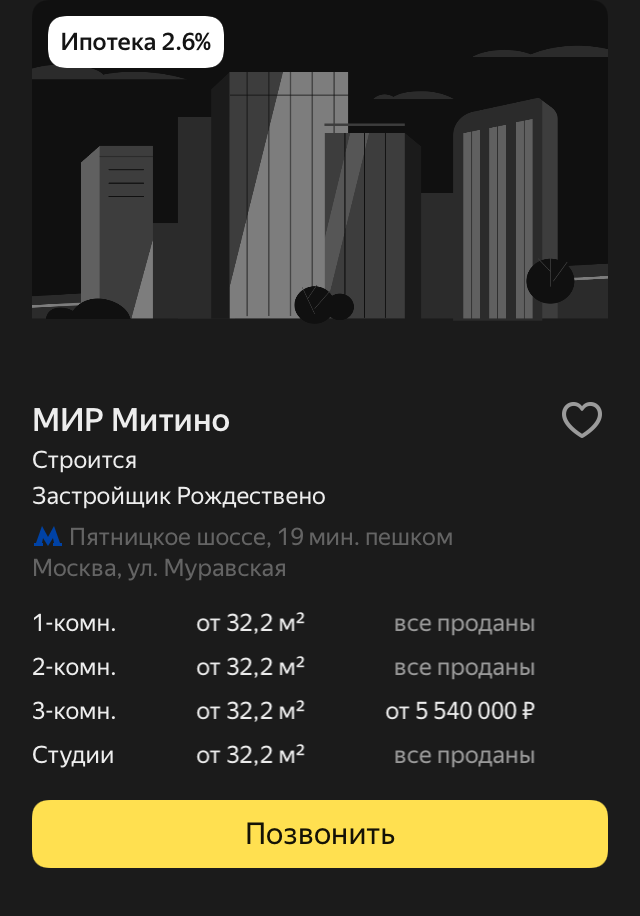 Ипотека 2.6%
МИР Митино
Строится
Застройщик Рождествено
Пятницкое шоссе, 19 мин. пешком
Москва, ул. Муравская
1-комн. от 32,2 м² все проданы
2-комн. от 32,2 м² все проданы
3-комн. от 32,2 м² от 5 540 000 ₽
Студии от 32,2 м² все проданы
Позвонить